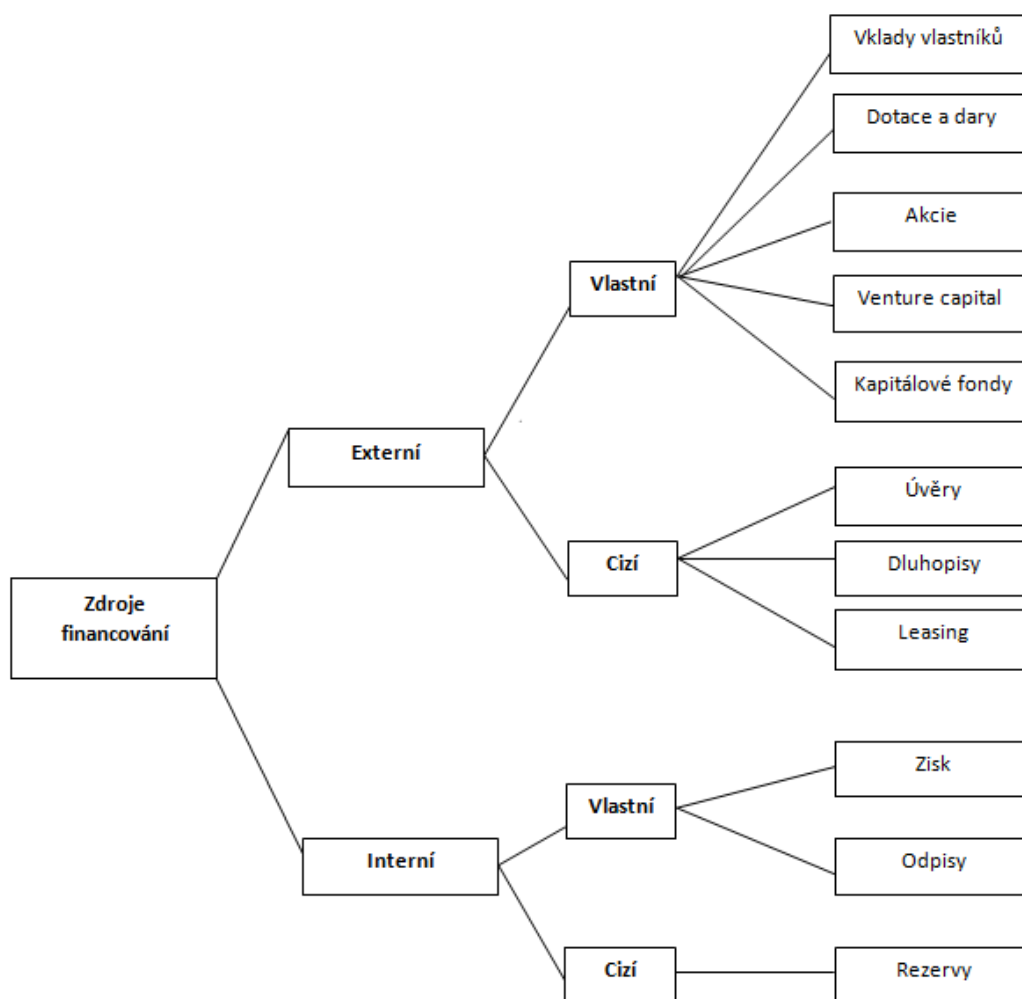 Vklady vlastníků
Dotace a dary
Akcie
Vlastní
Venture capital
Kapitálové fondy
Externí
Úvěry
Cizí
Dluhopisy
Zdroje
financování
Leasing
Zisk
Vlastní
Interní
Odpisy
Cizí
Rezervy